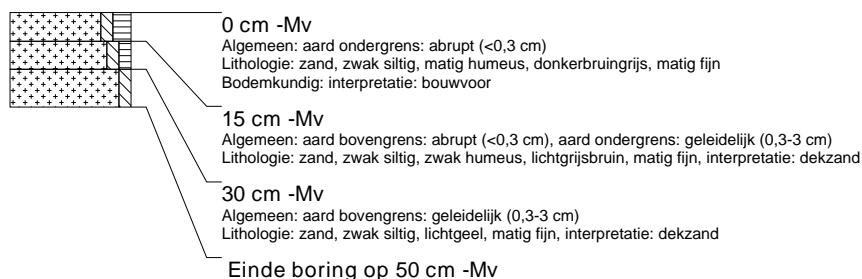 0 cm -Mv
Algemeen: aard ondergrens: abrupt (<0,3 cm)
Lithologie: zand, zwak siltig, matig humeus, donkerbruingrijs, matig fijn
Bodemkundig: interpretatie: bouwvoor
15 cm -Mv
Algemeen: aard bovengrens: abrupt (<0,3 cm), aard ondergrens: geleidelijk (0,3-3 cm)
Lithologie: zand, zwak siltig, zwak humeus, lichtgrijsbruin, matig fijn, interpretatie: dekzand
30 cm -Mv
Algemeen: aard bovengrens: geleidelijk (0,3-3 cm)
Lithologie: zand, zwak siltig, lichtgeel, matig fijn, interpretatie: dekzand
Einde boring op 50 cm -Mv